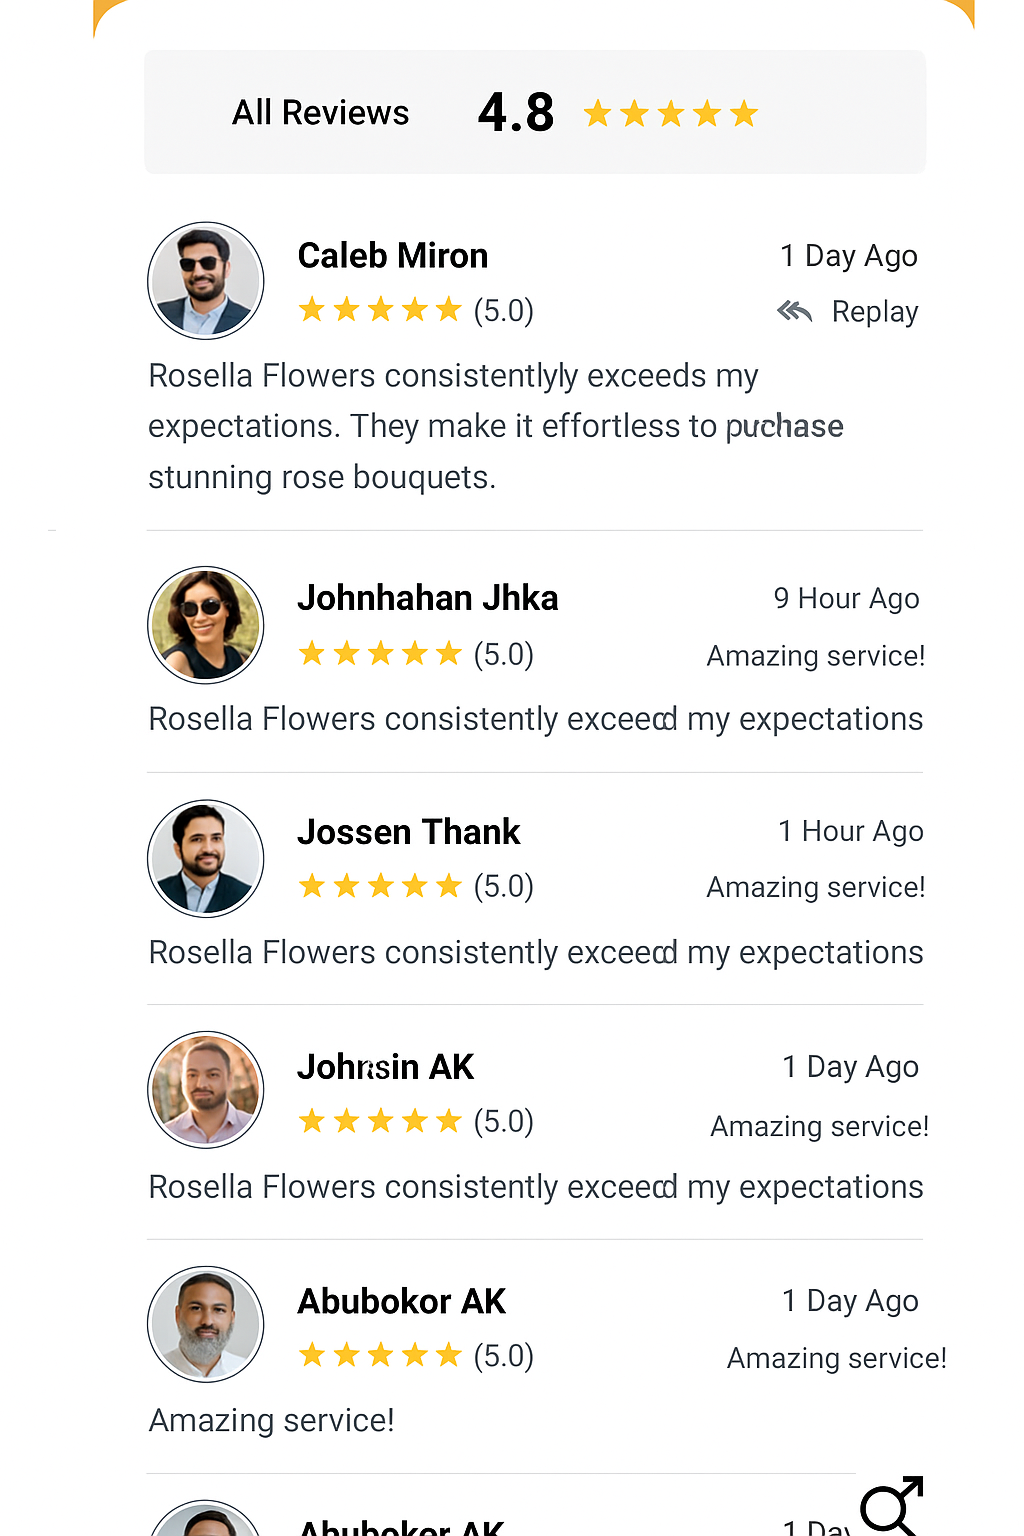 All Reviews 4.8
Caleb Miron 1 Day Ago
(5.0) Replay
Rosella Flowers consistentlyly exceeds my
expectations. They make it effortless to puchase
stunning rose bouquets.
Johnhahan Jhka 9 Hour Ago
(5.0) Amazing service!
Rosella Flowers consistently exceed my expectations
Jossen Thank 1 Hour Ago
(5.0) Amazing service!
Rosella Flowers consistently exceed my expectations
Johnsin AK 1 Day Ago
(5.0) Amazing service!
Rosella Flowers consistently exceed my expectations
Abubokor AK 1 Day Ago
(5.0) Amazing service!
Amazing service!
Abubokor AK 1 Day